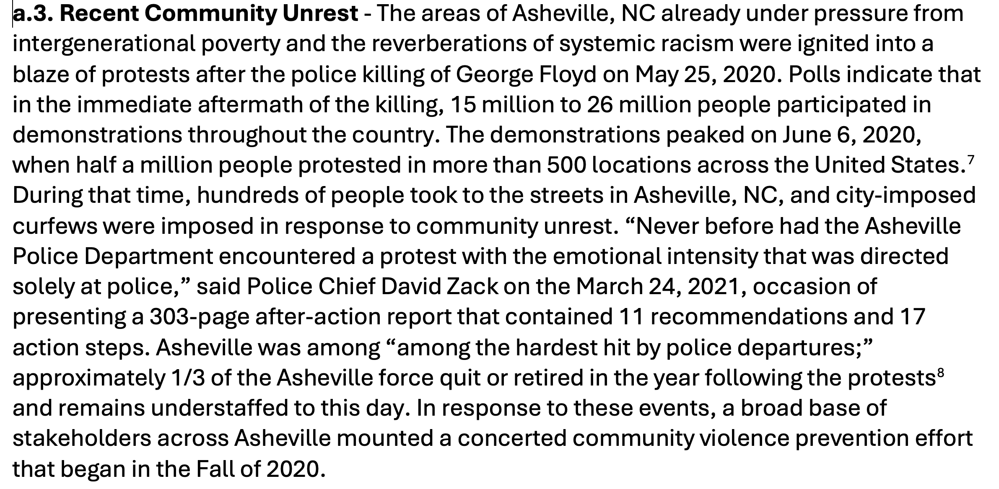 a.3. Recent Community Unrest - The areas of Asheville, NC already under pressure from
intergenerational poverty and the reverberations of systemic racism were ignited into a
blaze of protests after the police killing of George Floyd on May 25, 2020. Polls indicate that
in the immediate aftermath of the killing, 15 million to 26 million people participated in
demonstrations throughout the country. The demonstrations peaked on June 6, 2020,
when half a million people protested in more than 500 locations across the United States.⁷
During that time, hundreds of people took to the streets in Asheville, NC, and city-imposed
curfews were imposed in response to community unrest. “Never before had the Asheville
Police Department encountered a protest with the emotional intensity that was directed
solely at police,” said Police Chief David Zack on the March 24, 2021, occasion of
presenting a 303-page after-action report that contained 11 recommendations and 17
action steps. Asheville was among “among the hardest hit by police departures;”
approximately 1/3 of the Asheville force quit or retired in the year following the protests⁸
and remains understaffed to this day. In response to these events, a broad base of
stakeholders across Asheville mounted a concerted community violence prevention effort
that began in the Fall of 2020.